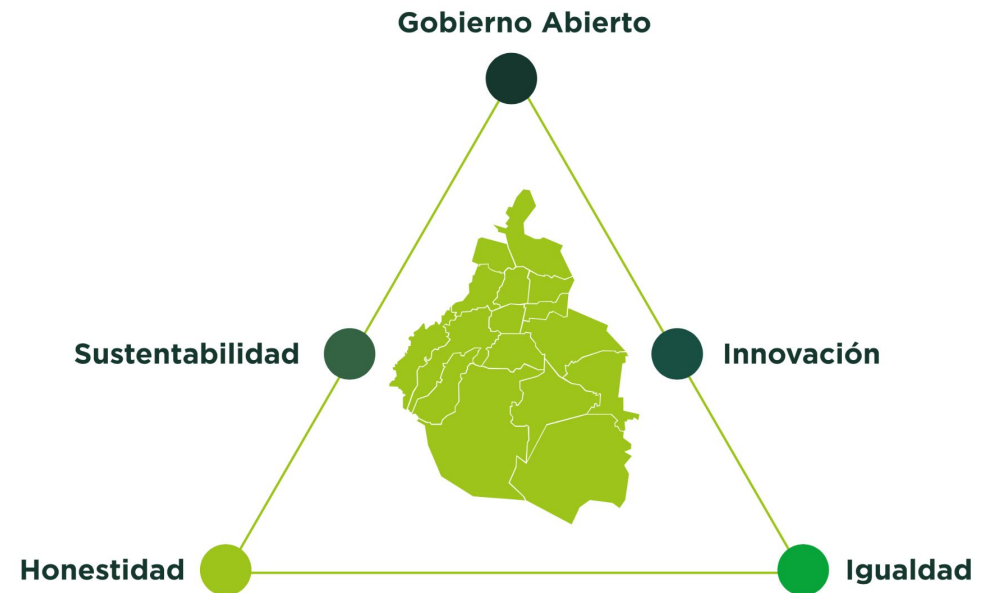 Gobierno Abierto
Sustentabilidad
Innovación
Honestidad
Igualdad